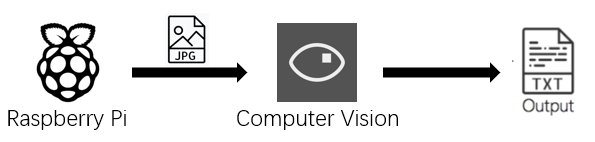 JPG
TXT
Output
Raspberry Pi
Computer Vision